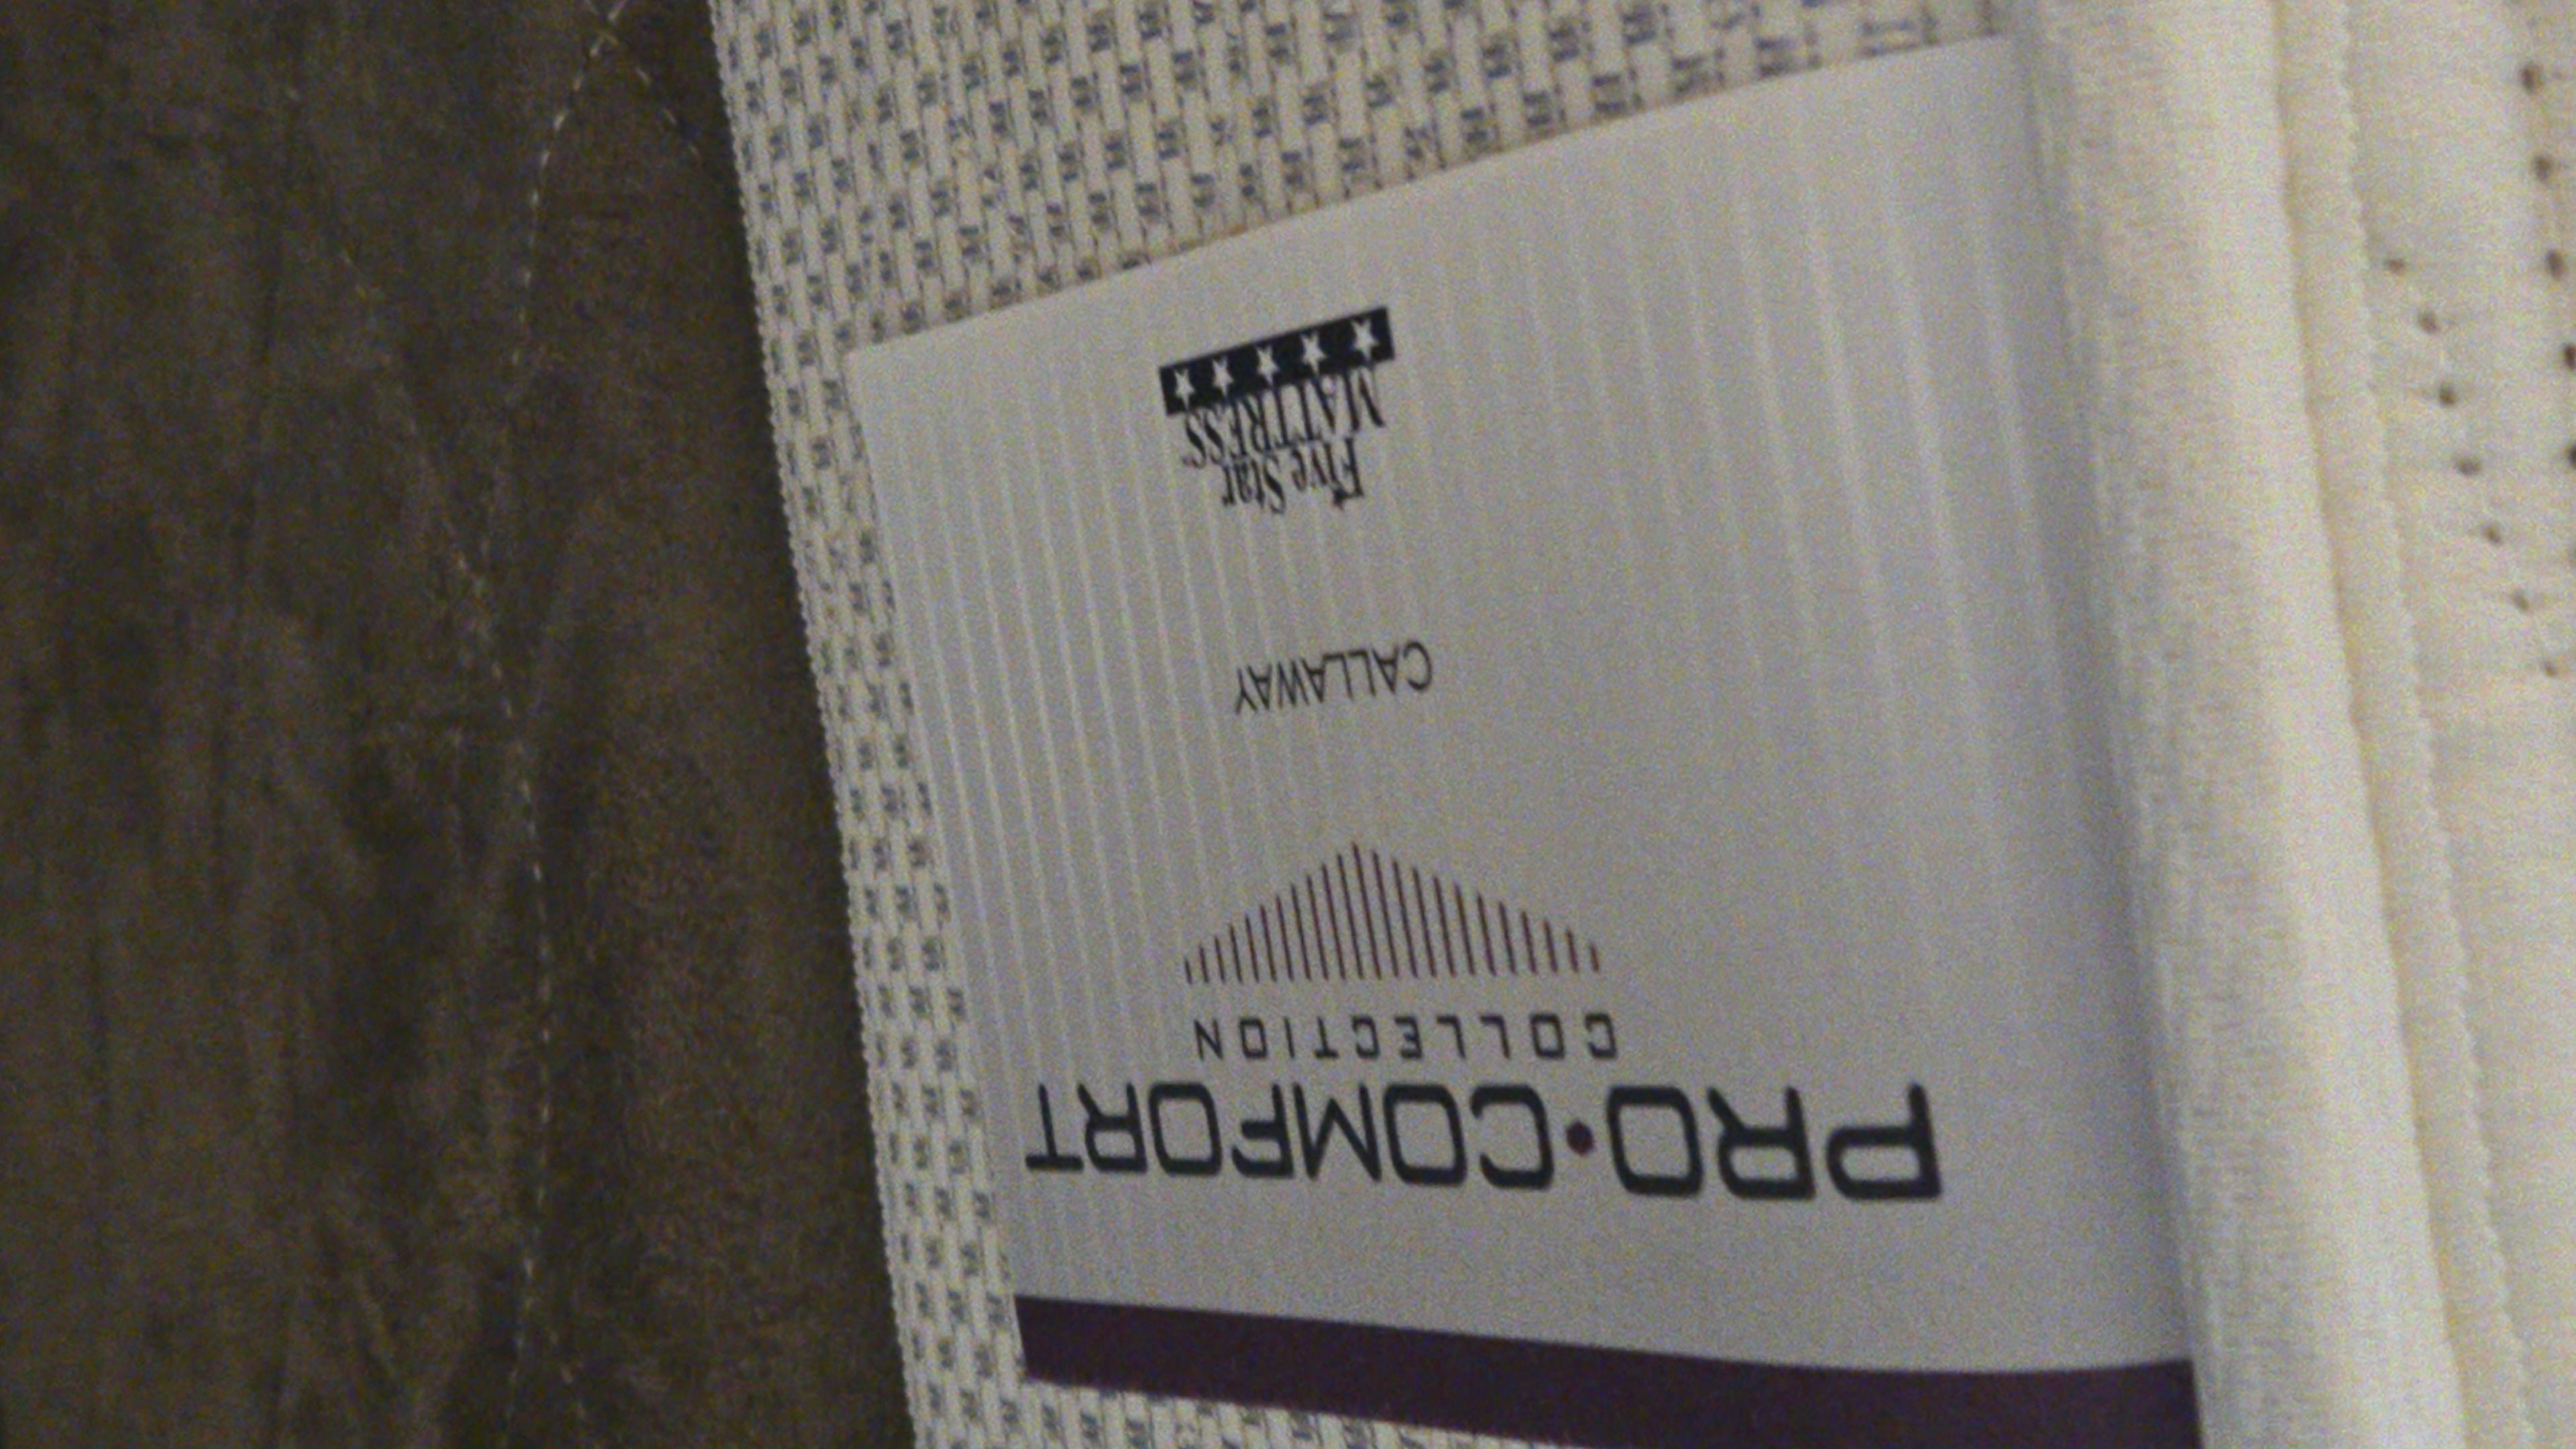 PRO•COMFORT
COLLECTION
CALLAWAY
Five Star
MATTRESS